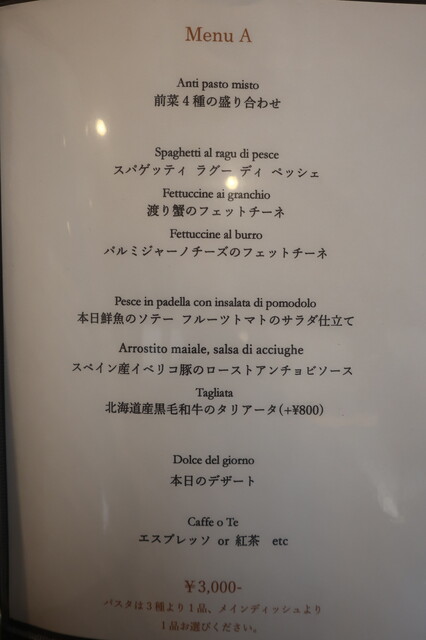 Menu A
Anti pasto misto
前菜4種の盛り合わせ
Spaghetti al ragu di pesce
スパゲッティ ラグー ディ ペッシェ
Fettuccine ai granchio
渡り蟹のフェットチーネ
Fettuccine al burro
パルミジャーノチーズのフェットチーネ
Pesce in padella con insalata di pomodolo
本日鮮魚のソテー フルーツトマトのサラダ仕立て
Arrostito maiale, salsa di acciughe
スペイン産イベリコ豚のローストアンチョビソース
Tagliata
北海道産黒毛和牛のタリアータ(+¥800)
Dolce del giorno
本日のデザート
Caffe o Te
エスプレッソ or 紅茶 etc
¥3,000-
パスタは3種より1品、メインディッシュより
1品お選びください。